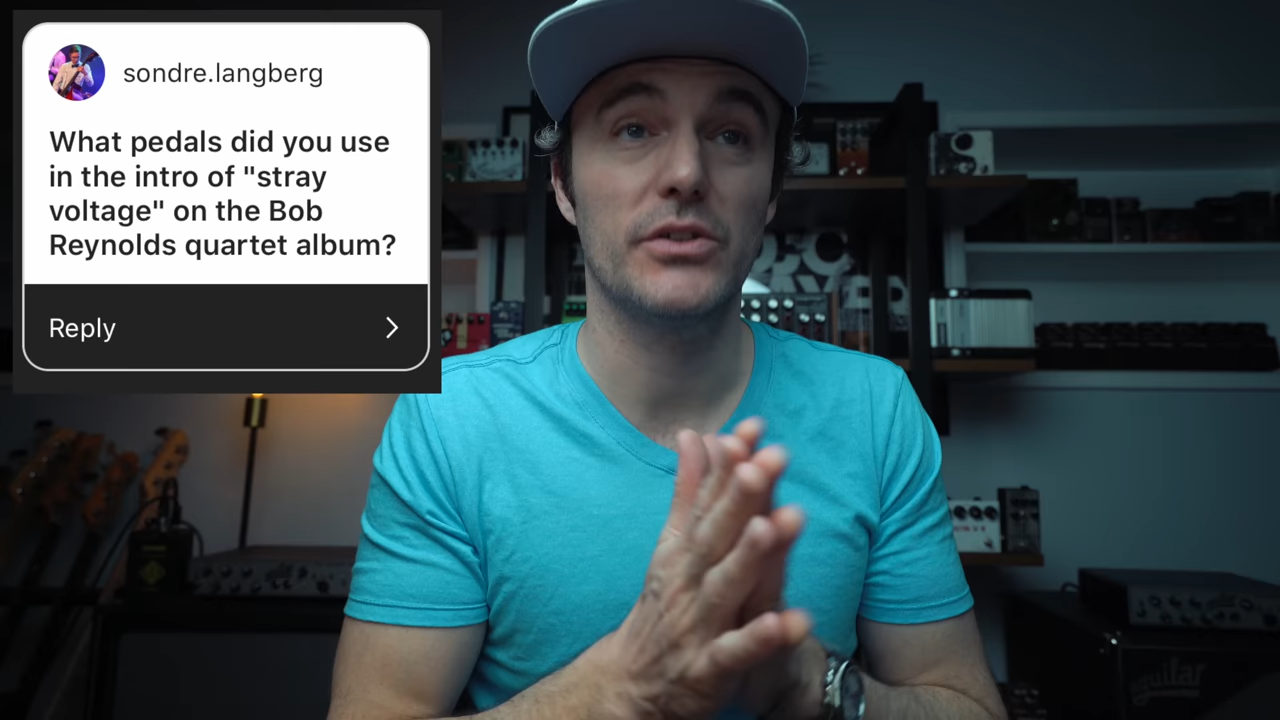 sondre.langberg
What pedals did you use
in the intro of "stray
voltage" on the Bob
Reynolds quartet album?
Reply
aguilar